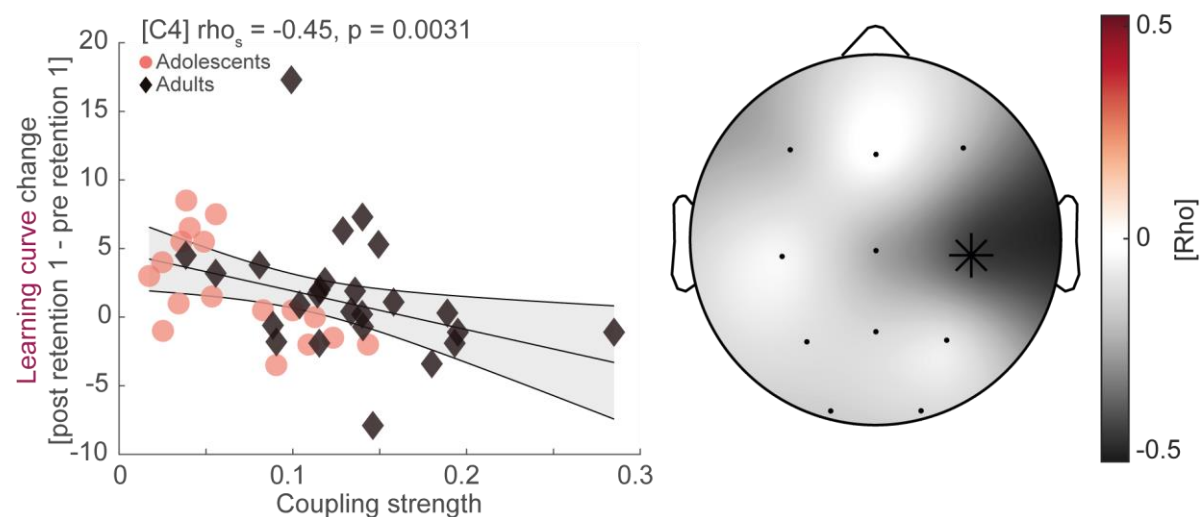 [C4] rho_s = -0.45, p = 0.0031
Adolescents
Adults
20
15
10
5
0
-5
-10
0
0.1
0.2
0.3
Coupling strength
Learning curve change
[post retention 1 - pre retention 1]
0.5
0
-0.5
[Rho]